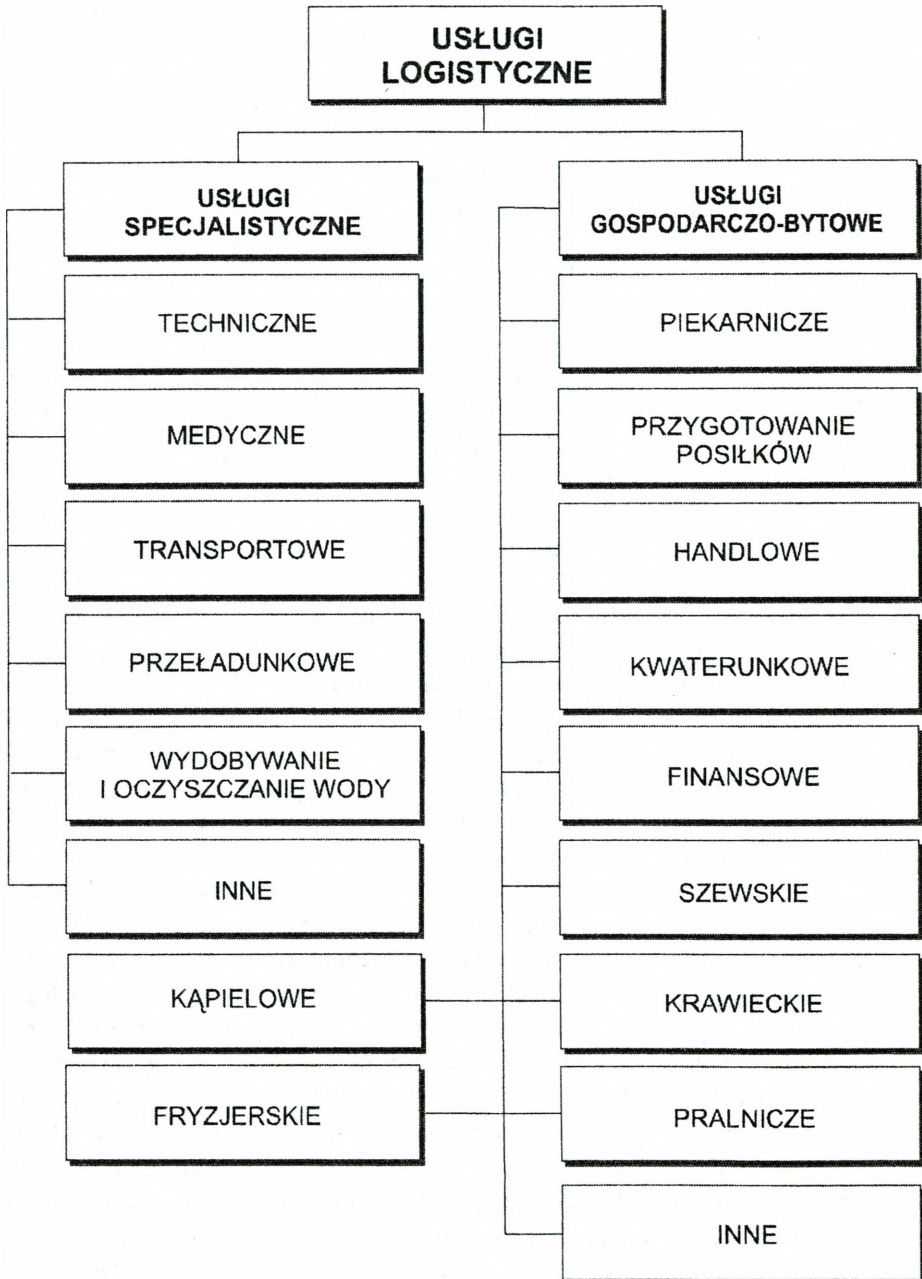 USŁUGI
LOGISTYCZNE
USŁUGI
SPECJALISTYCZNE
TECHNICZNE
MEDYCZNE
TRANSPORTOWE
PRZEŁADUNKOWE
WYDOBYWANIE
I OCZYSZCZANIE WODY
INNE
KĄPIELOWE
FRYZJERSKIE
USŁUGI
GOSPODARCZO-BYTOWE
PIEKARNICZE
PRZYGOTOWANIE
POSIŁKÓW
HANDLOWE
KWATERUNKOWE
FINANSOWE
SZEWSKIE
KRAWIECKIE
PRALNICZE
INNE